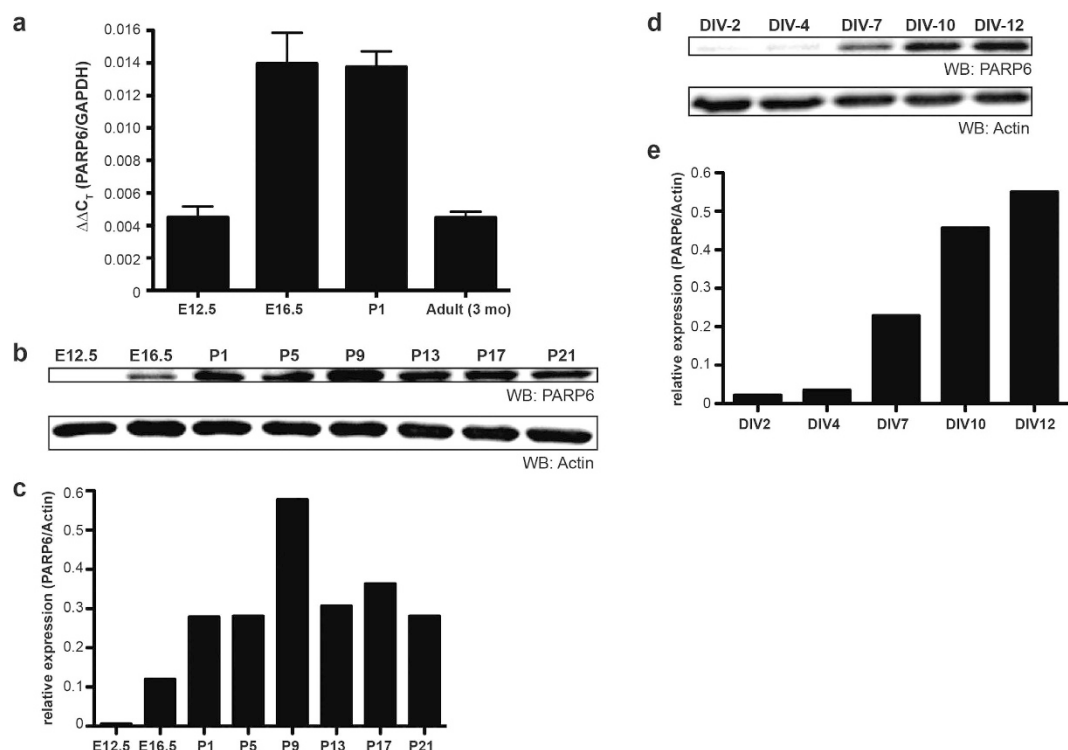 a
ΔΔC_T (PARP6/GAPDH)
0.016
0.014
0.012
0.010
0.008
0.006
0.004
0.002
0
E12.5 E16.5 P1 Adult (3 mo)
b
E12.5 E16.5 P1 P5 P9 P13 P17 P21
WB: PARP6
WB: Actin
c
relative expression (PARP6/Actin)
0.6
0.5
0.4
0.3
0.2
0.1
0
E12.5 E16.5 P1 P5 P9 P13 P17 P21
d
DIV-2 DIV-4 DIV-7 DIV-10 DIV-12
WB: PARP6
WB: Actin
e
relative expression (PARP6/Actin)
0.6
0.5
0.4
0.3
0.2
0.1
0
DIV2 DIV4 DIV7 DIV10 DIV12